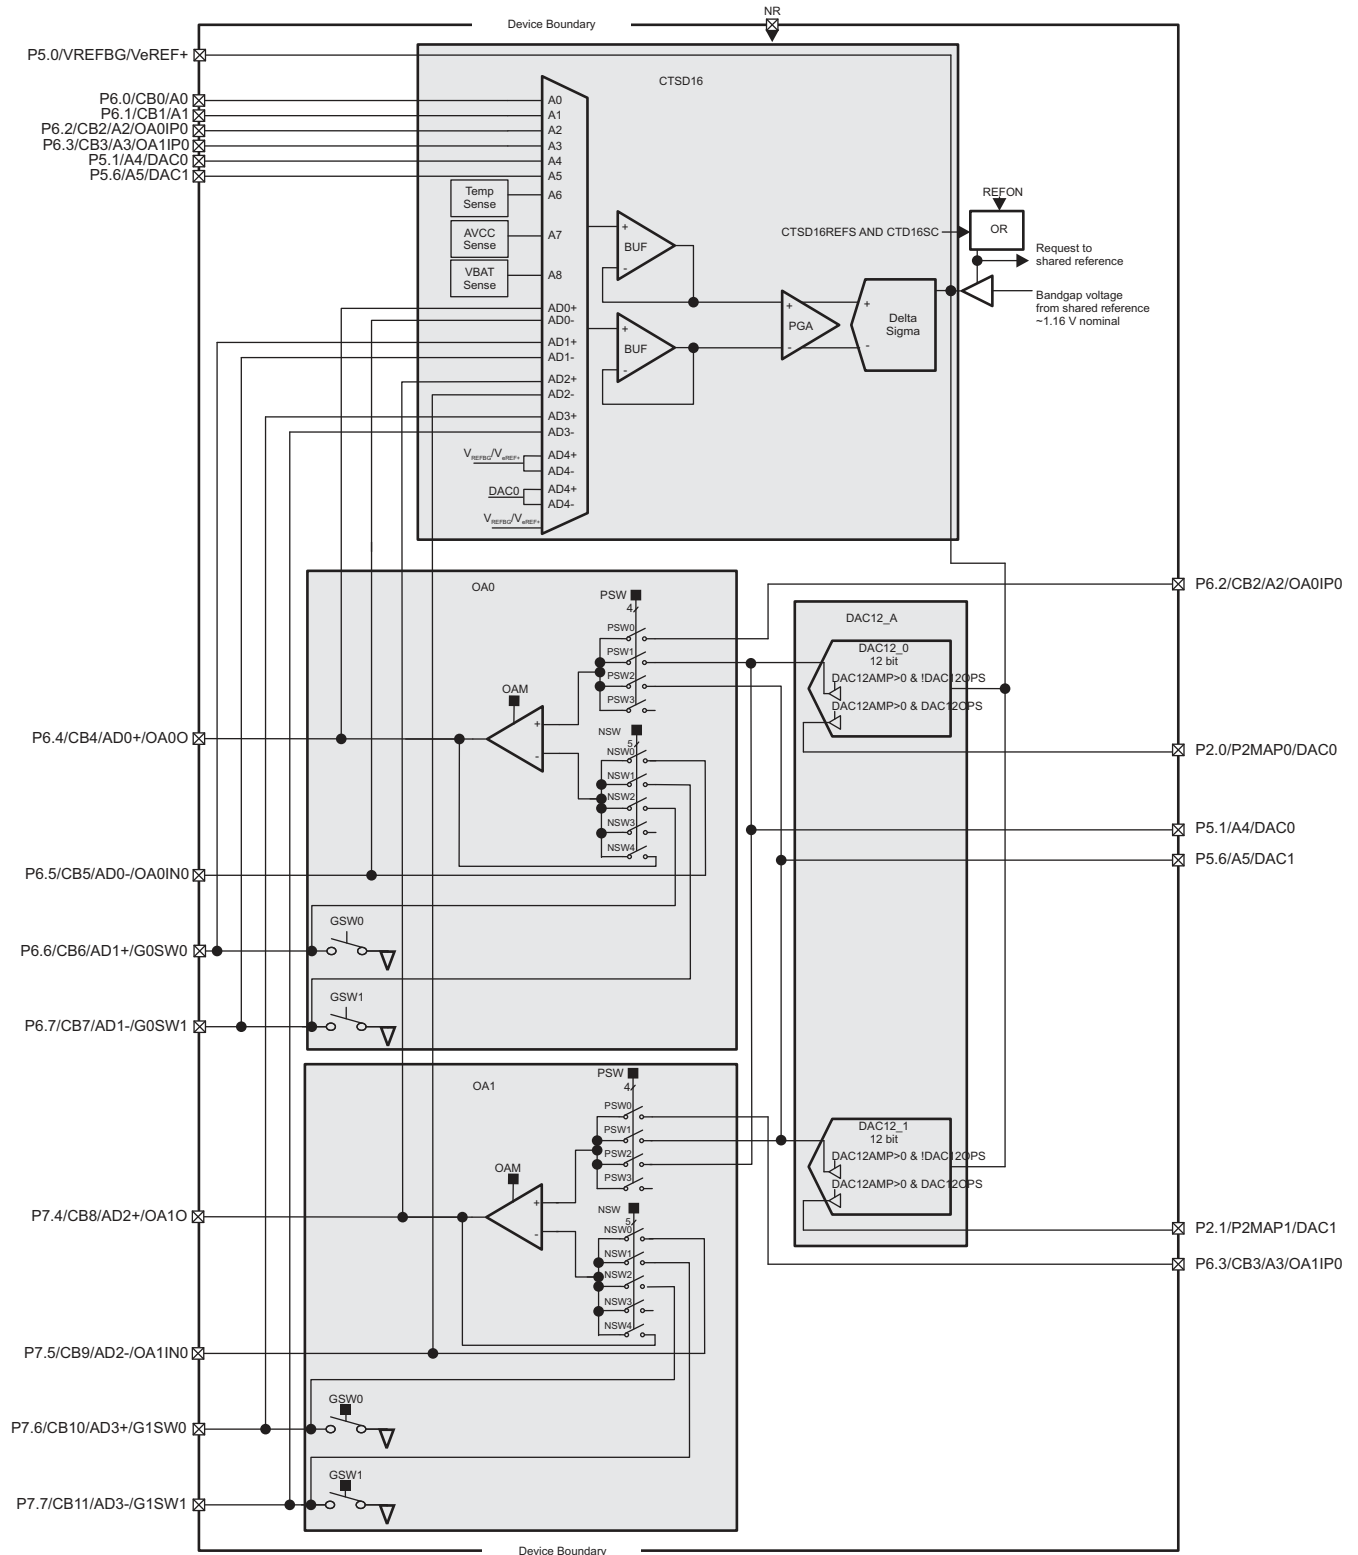 Device Boundary
NR
P5.0/VREFBG/VeREF+
CTSD16
P6.0/CB0/A0
P6.1/CB1/A1
P6.2/CB2/A2/OA0IP0
P6.3/CB3/A3/OA1IP0
P5.1/A4/DAC0
P5.6/A5/DAC1
A0
A1
A2
A3
A4
A5
Temp
Sense
A6
AVCC
Sense
A7
VBAT
Sense
A8
AD0+
AD0-
AD1+
AD1-
AD2+
AD2-
AD3+
AD3-
VREFBG/VeREF+
AD4+
AD4-
DAC0
AD4+
AD4-
VREFBG/VeREF+
+
BUF
-
+
BUF
-
+
PGA
-
+
Delta
Sigma
-
REFON
CTSD16REFS AND CTD16SC
OR
Request to
shared reference
Bandgap voltage
from shared reference
~1.16 V nominal
OA0
PSW
4
PSW0
PSW1
PSW2
PSW3
OAM
+
-
NSW
5
NSW0
NSW1
NSW2
NSW3
NSW4
P6.4/CB4/AD0+/OA0O
P6.5/CB5/AD0-/OA0IN0
P6.6/CB6/AD1+/G0SW0
GSW0
P6.7/CB7/AD1-/G0SW1
GSW1
P6.2/CB2/A2/OA0IP0
DAC12_A
DAC12_0
12 bit
DAC12AMP>0 & !DAC12OPS
DAC12AMP>0 & DAC12OPS
P2.0/P2MAP0/DAC0
P5.1/A4/DAC0
P5.6/A5/DAC1
OA1
PSW
4
PSW0
PSW1
PSW2
PSW3
OAM
+
-
NSW
5
NSW0
NSW1
NSW2
NSW3
NSW4
DAC12_1
12 bit
DAC12AMP>0 & !DAC12OPS
DAC12AMP>0 & DAC12OPS
P7.4/CB8/AD2+/OA1O
P2.1/P2MAP1/DAC1
P6.3/CB3/A3/OA1IP0
P7.5/CB9/AD2-/OA1IN0
P7.6/CB10/AD3+/G1SW0
GSW0
P7.7/CB11/AD3-/G1SW1
GSW1
Device Boundary